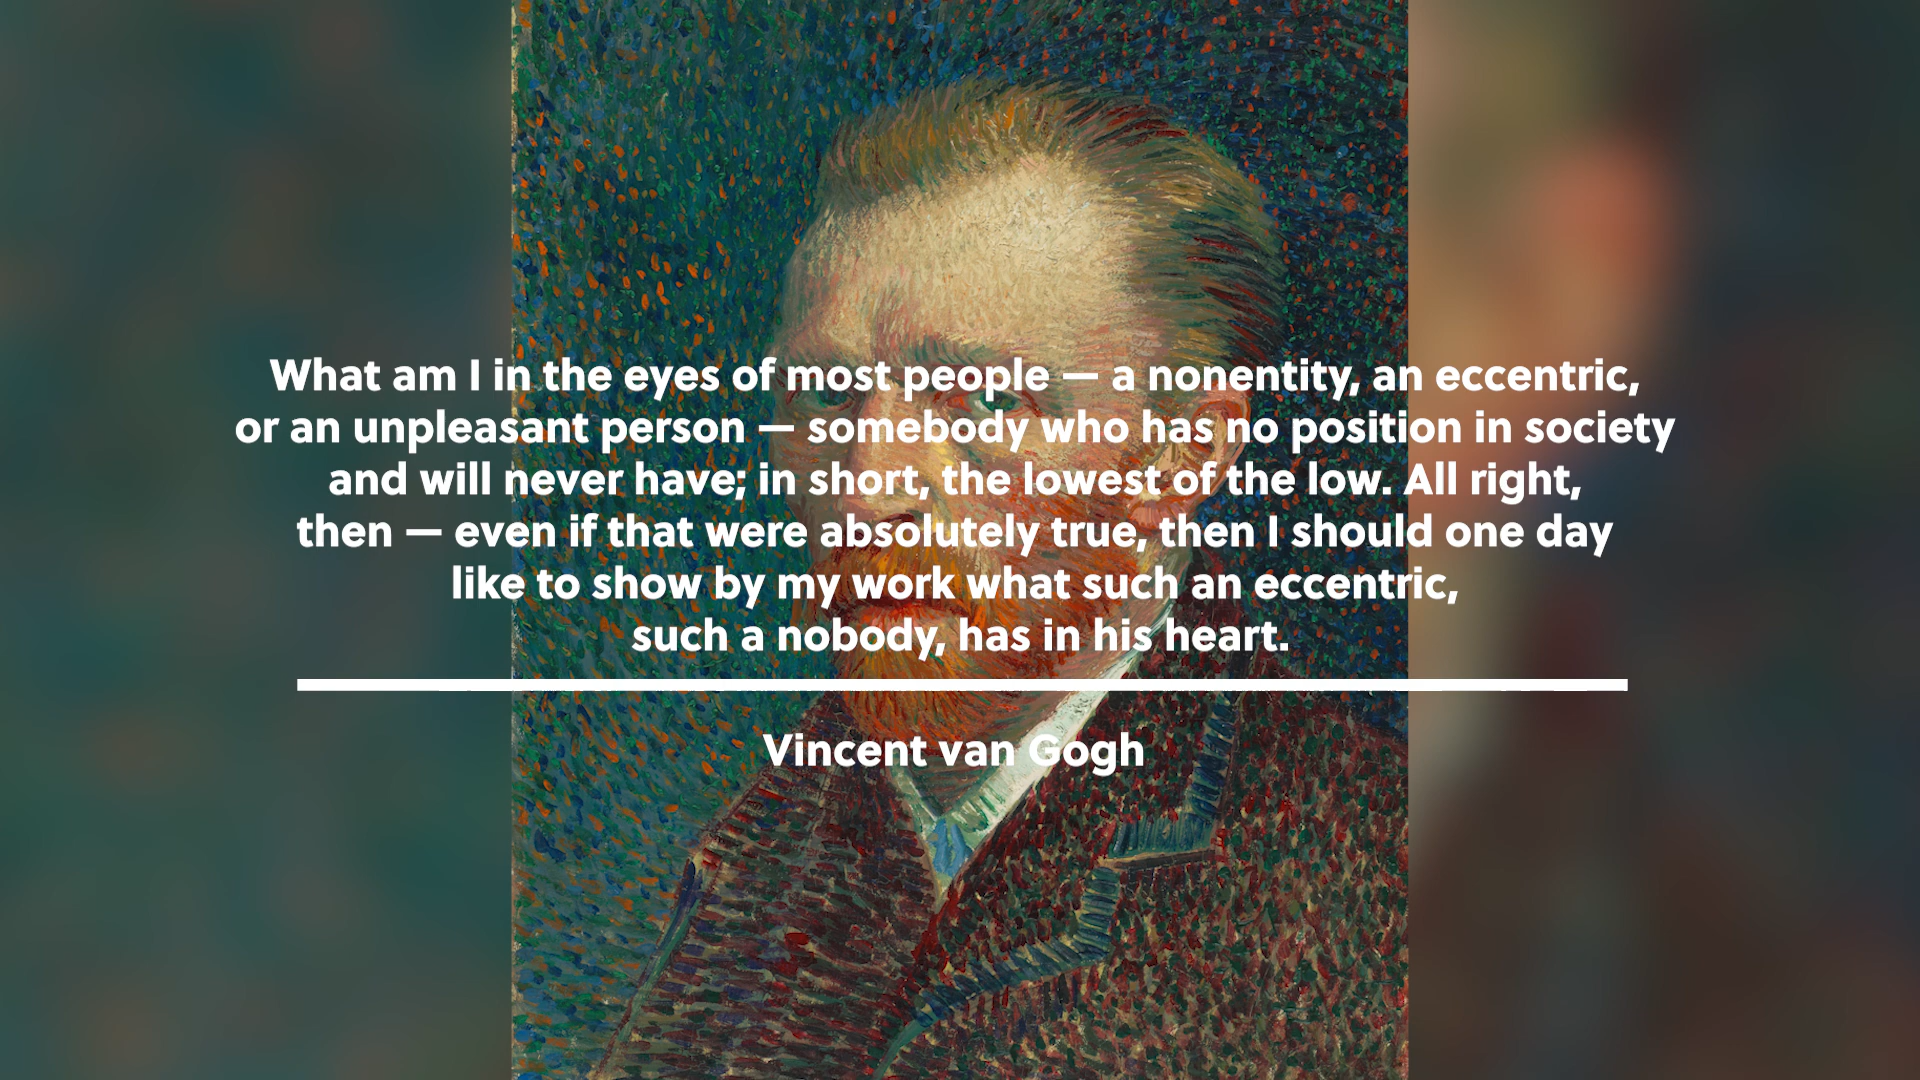 What am I in the eyes of most people — a nonentity, an eccentric,
or an unpleasant person — somebody who has no position in society
and will never have; in short, the lowest of the low. All right,
then — even if that were absolutely true, then I should one day
like to show by my work what such an eccentric,
such a nobody, has in his heart.
Vincent van Gogh